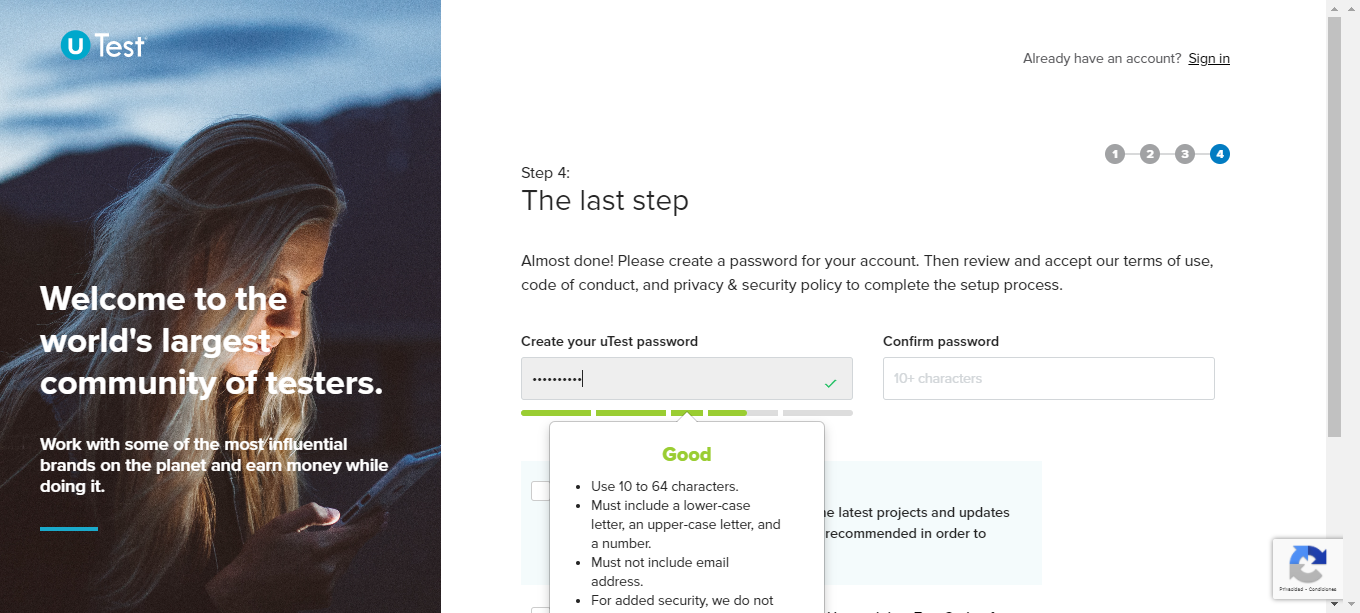 uTest
Already have an account? Sign in
1 2 3 4
Step 4:
The last step
Almost done! Please create a password for your account. Then review and accept our terms of use,
code of conduct, and privacy & security policy to complete the setup process.
Welcome to the
world's largest
community of testers.
Work with some of the most influential
brands on the planet and earn money while
doing it.
Create your uTest password
Confirm password
••••••••••
10+ characters
Good
• Use 10 to 64 characters.
• Must include a lower-case
letter, an upper-case letter, and
a number.
• Must not include email
address.
• For added security, we do not
latest projects and updates
recommended in order to
Privacidad - Condiciones